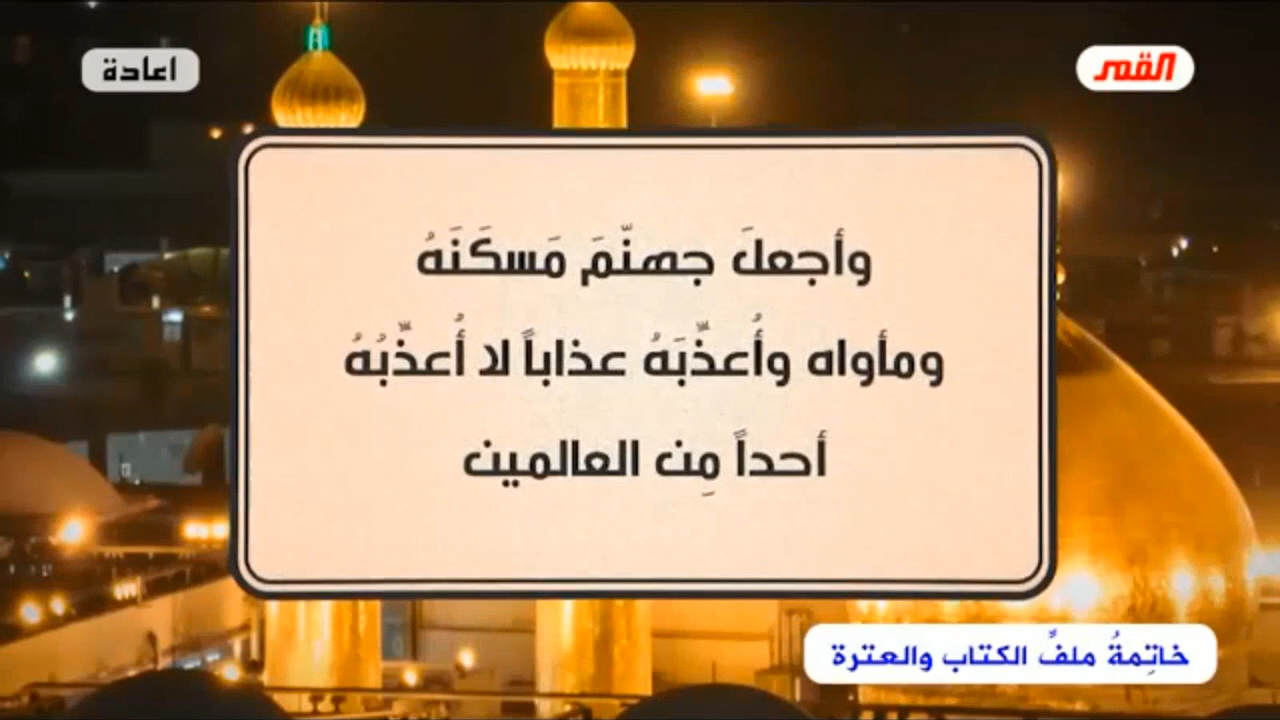 القمر
اعادة
وأجعلَ جهنّمَ مَسكَنَهُ
ومأواه وأُعذِّبَهُ عذاباً لا أُعذِّبُهُ
أحداً مِن العالمين
خاتِمةُ ملفِّ الكتاب والعترة